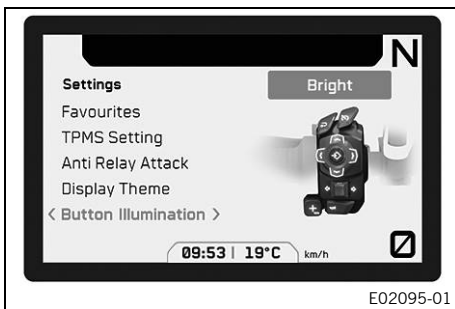 N
Settings
Bright
Favourites
TPMS Setting
Anti Relay Attack
Display Theme
< Button Illumination >
09:53 | 19°C km/h
E02095-01